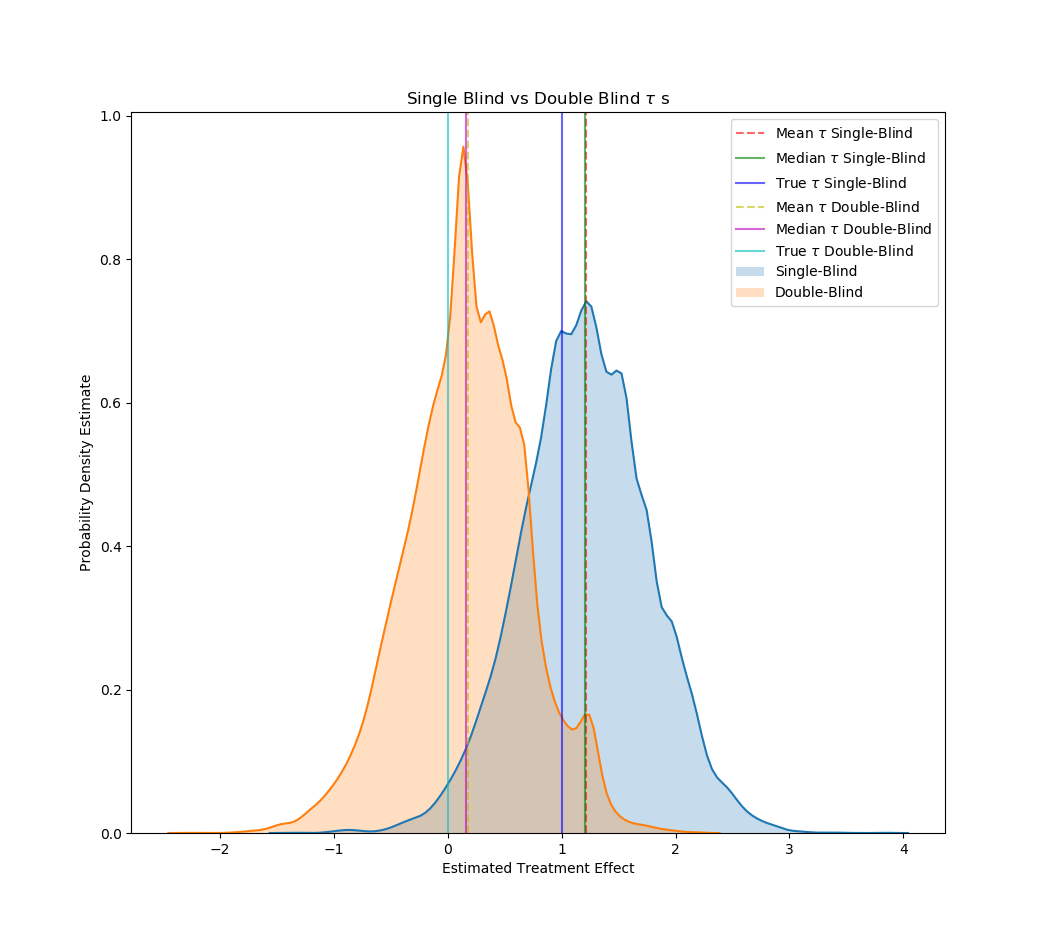 Single Blind vs Double Blind τ s
1.0
0.8
0.6
0.4
0.2
0.0
Probability Density Estimate
−2
−1
0
1
2
3
4
Estimated Treatment Effect
Mean τ Single-Blind
Median τ Single-Blind
True τ Single-Blind
Mean τ Double-Blind
Median τ Double-Blind
True τ Double-Blind
Single-Blind
Double-Blind